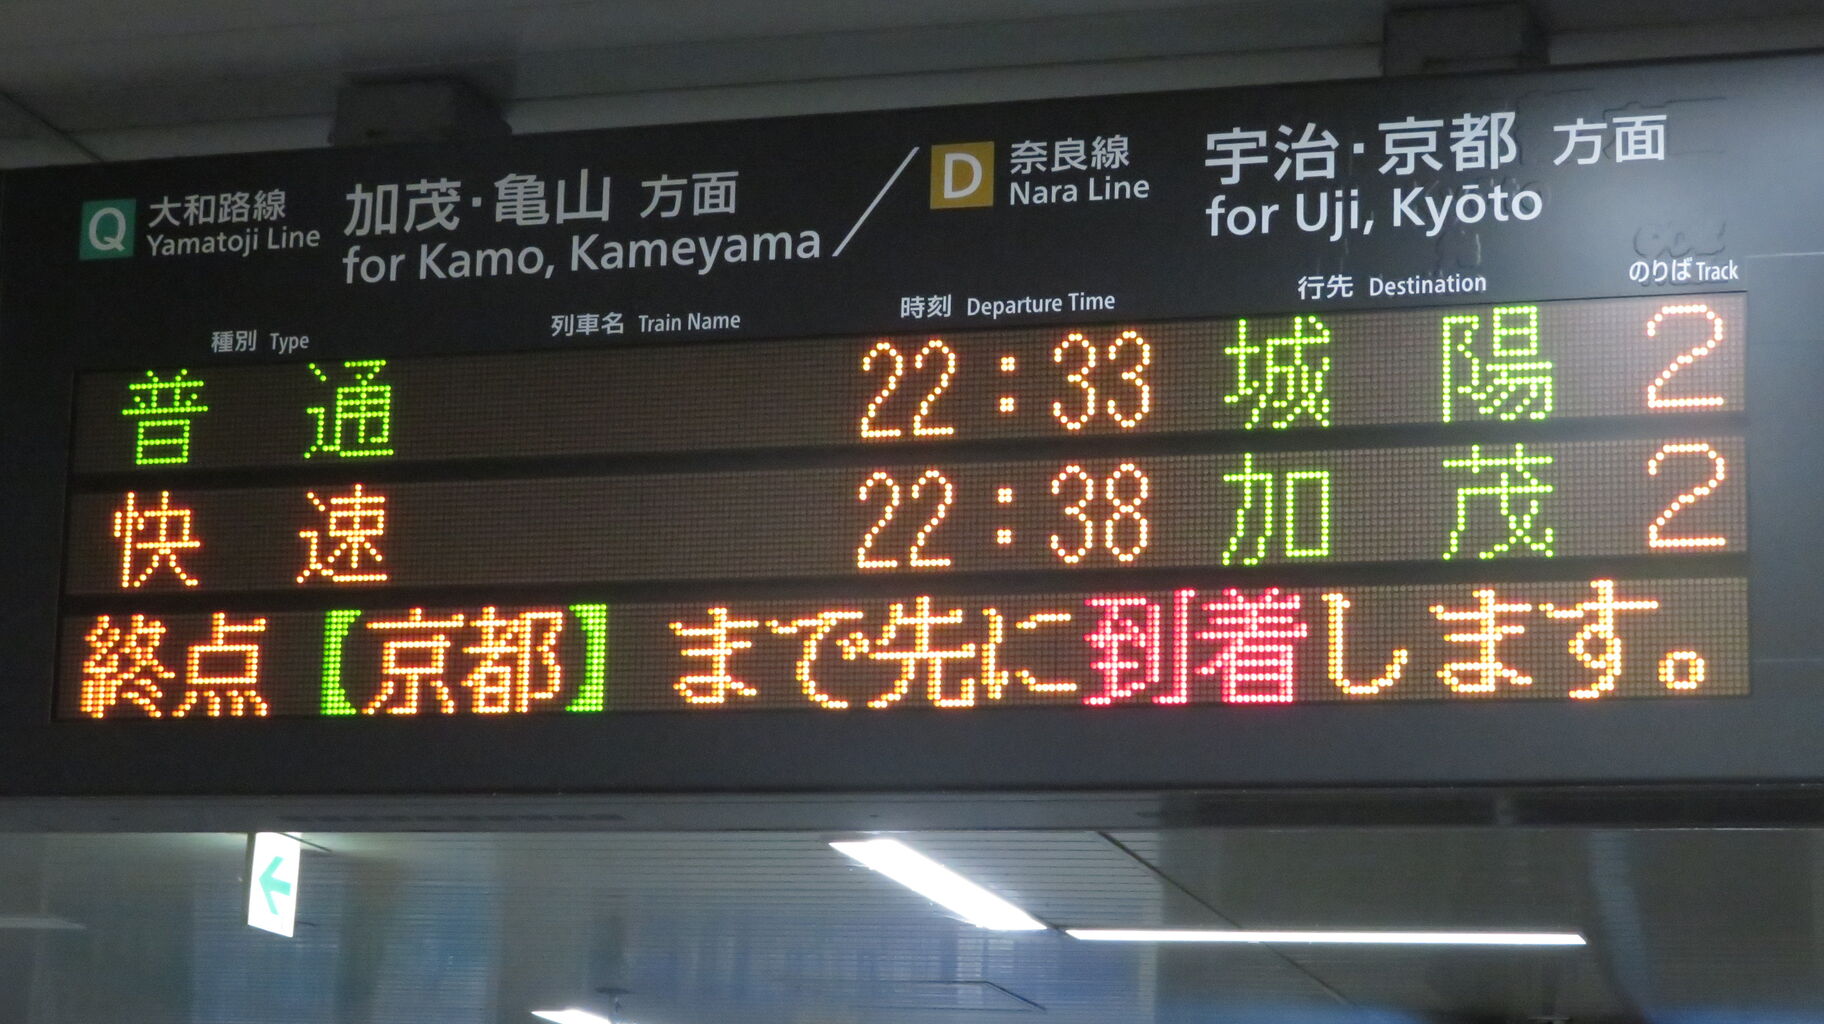 Q 大和路線 加茂・亀山 方面 / D 奈良線 宇治・京都 方面
Yamatoji Line for Kamo, Kameyama Nara Line for Uji, Kyōto
種別 Type 列車名 Train Name 時刻 Departure Time 行先 Destination のりば Track
普通 22:33 城陽 2
快速 22:38 加茂 2
終点【京都】まで先に到着します。